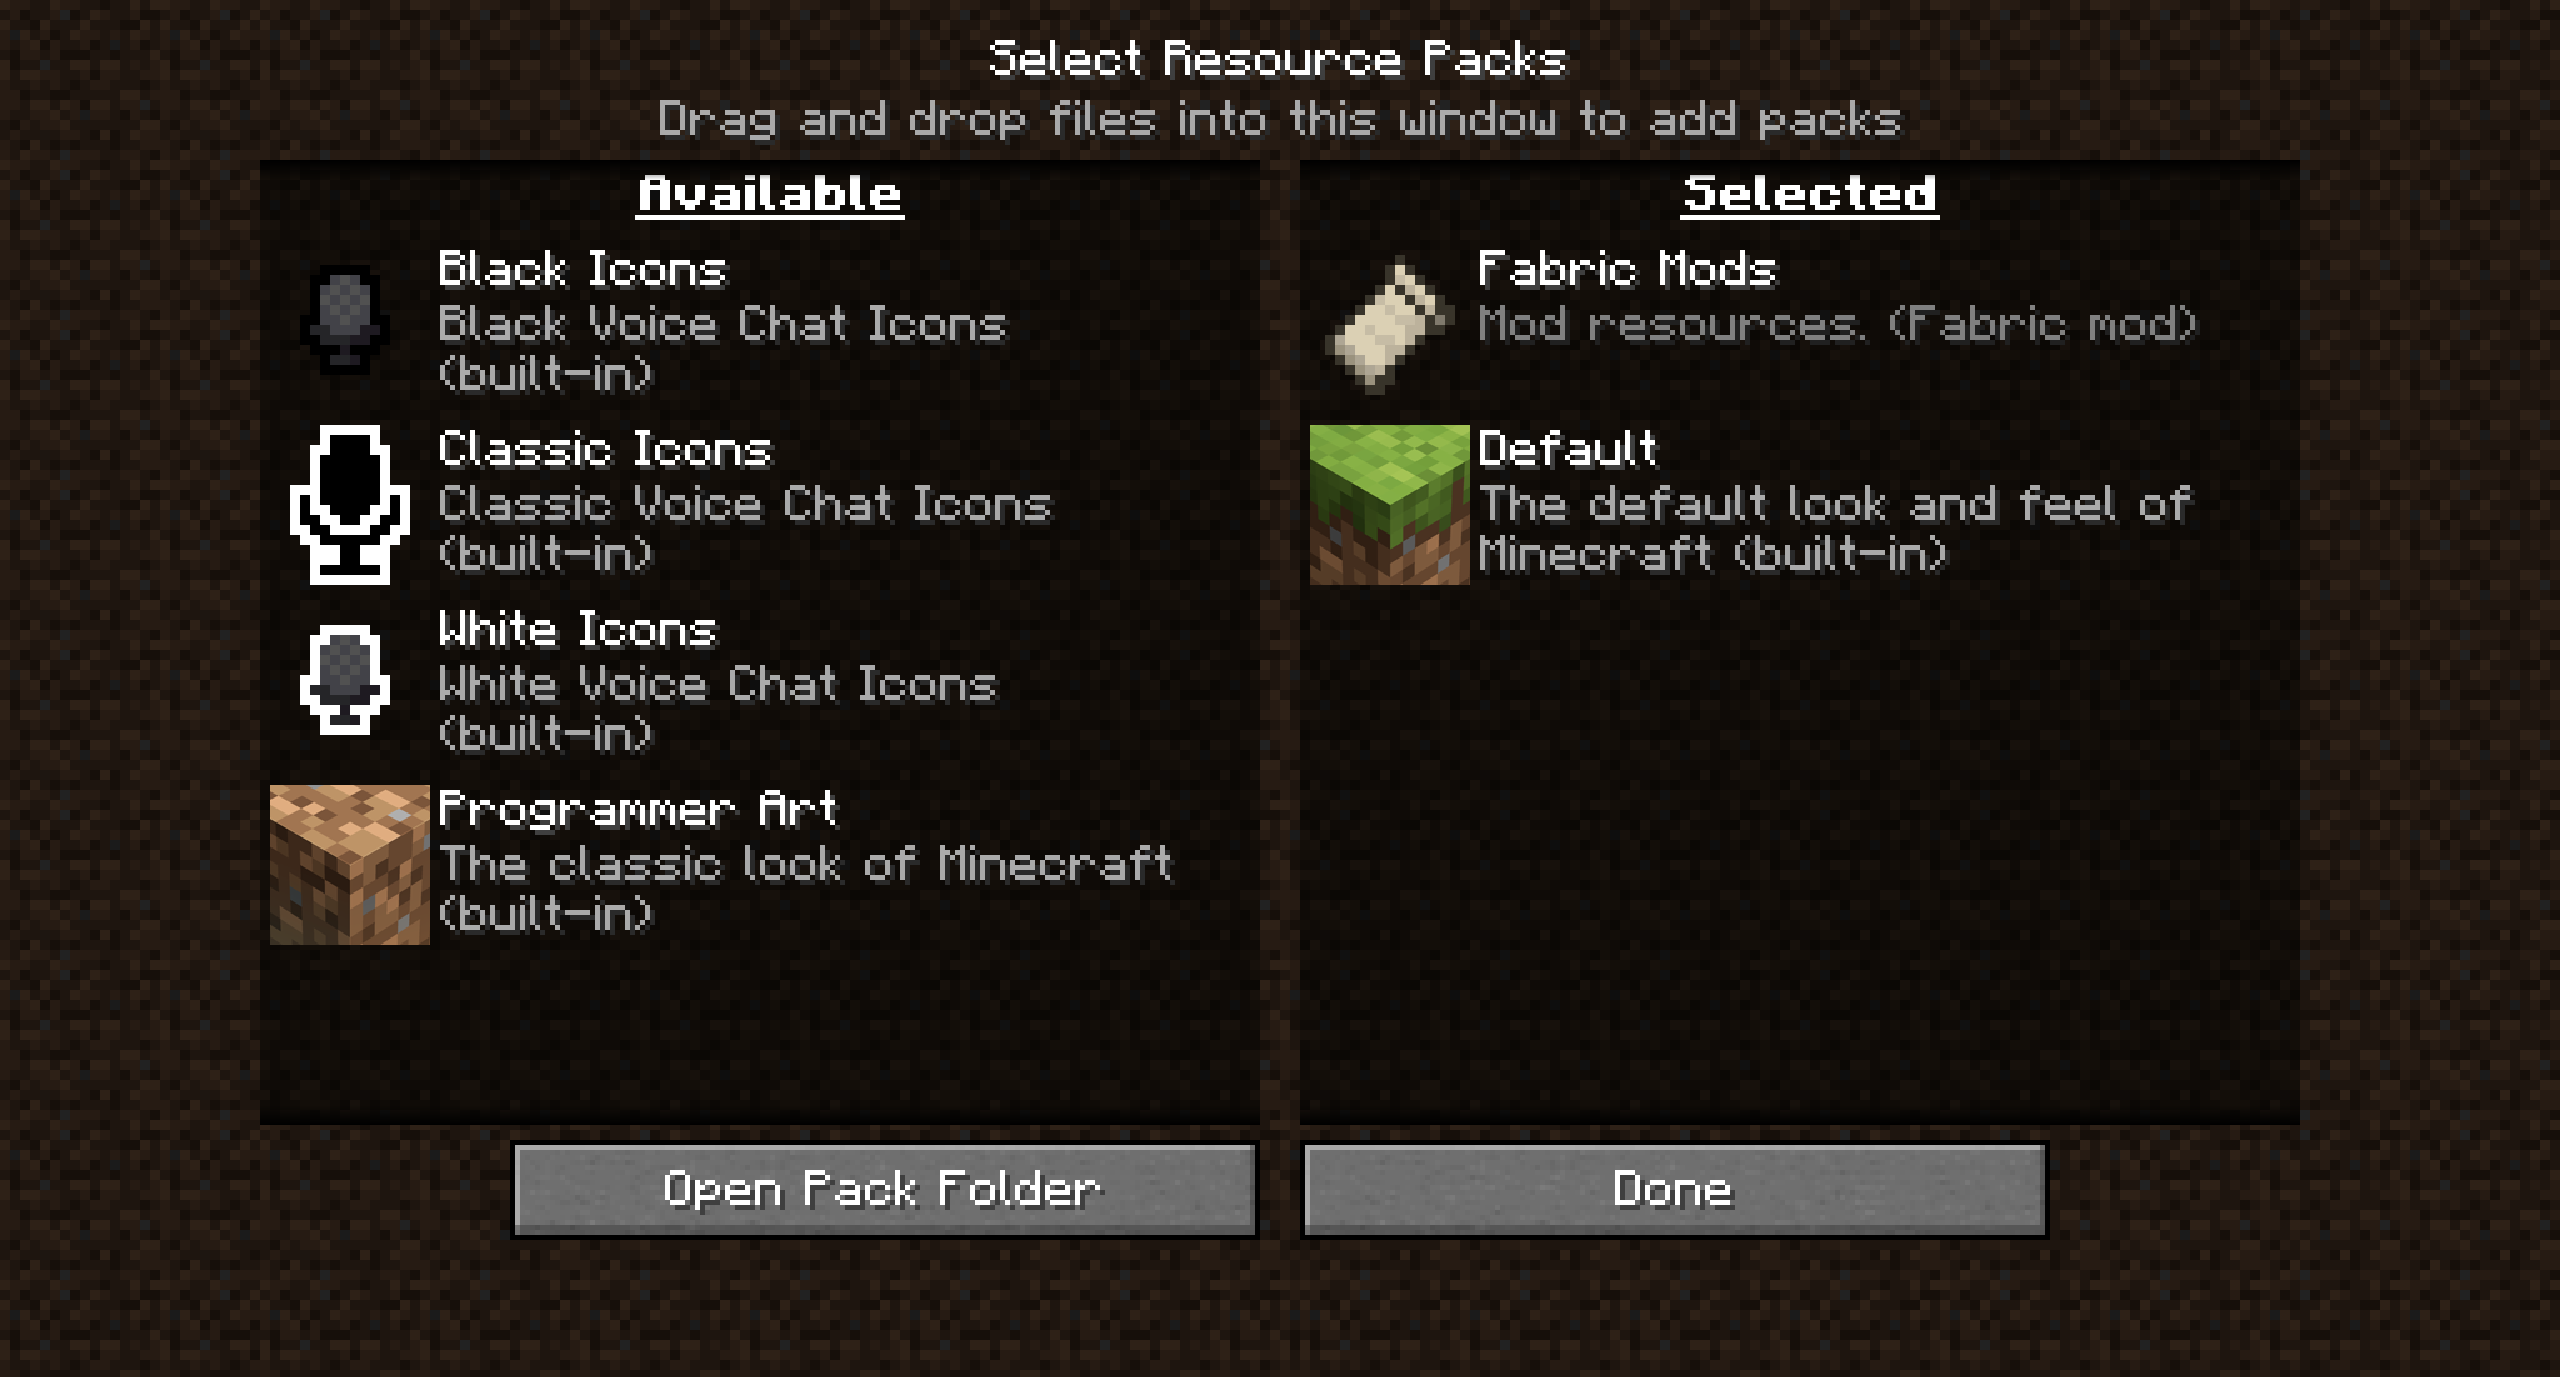 Select Resource Packs
Drag and drop files into this window to add packs
Available
Black Icons
Black Voice Chat Icons
(built-in)
Classic Icons
Classic Voice Chat Icons
(built-in)
White Icons
White Voice Chat Icons
(built-in)
Programmer Art
The classic look of Minecraft
(built-in)
Selected
Fabric Mods
Mod resources. (Fabric mod)
Default
The default look and feel of
Minecraft (built-in)
Open Pack Folder
Done